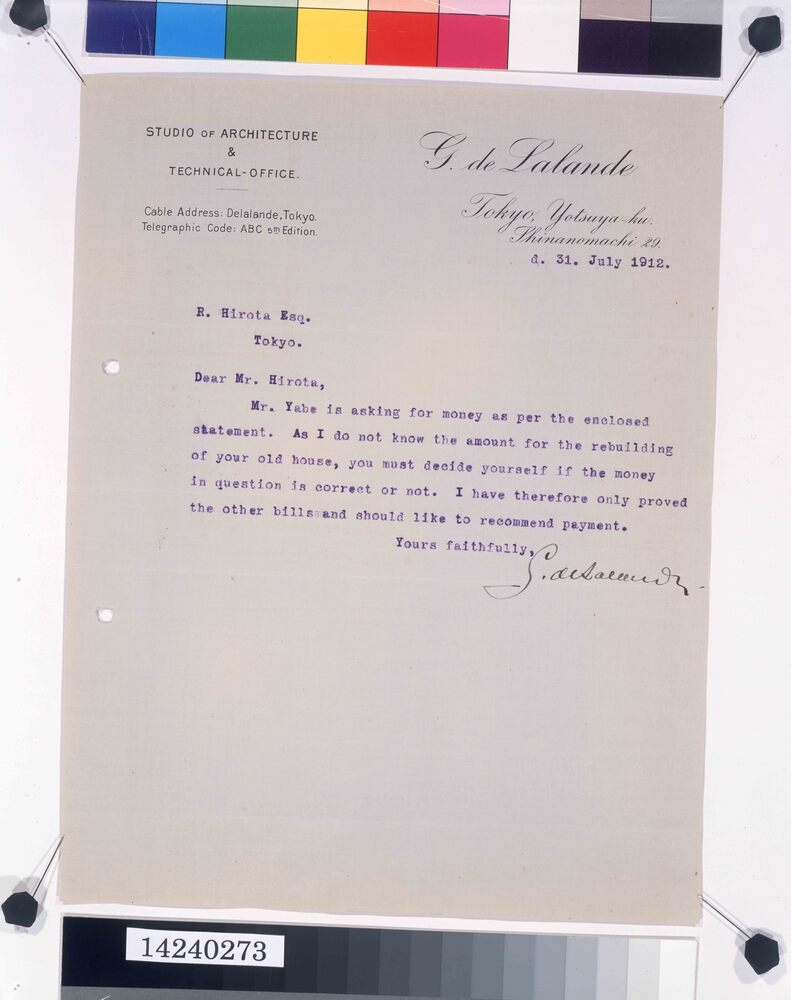 STUDIO OF ARCHITECTURE
&
TECHNICAL-OFFICE.
Cable Address: Delalande, Tokyo.
Telegraphic Code: ABC 5th Edition.
G. de Lalande
Tokyo, Yotsuya-ku.
Shinanomachi 29.
d. 31. July 1912.
R. Hirota Esq.
Tokyo.
Dear Mr. Hirota,
Mr. Yabe is asking for money as per the enclosed
statement. As I do not know the amount for the rebuilding
of your old house, you must decide yourself if the money
in question is correct or not. I have therefore only proved
the other bills and should like to recommend payment.
Yours faithfully,
G. de Lalande
14240273